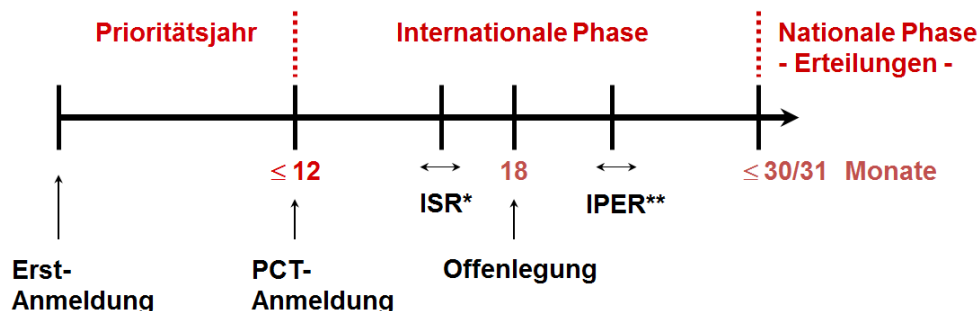 Prioritätsjahr
Internationale Phase
Nationale Phase
- Erteilungen -
≤ 12
ISR*
18
IPER**
≤ 30/31 Monate
Erst-
Anmeldung
PCT-
Anmeldung
Offenlegung